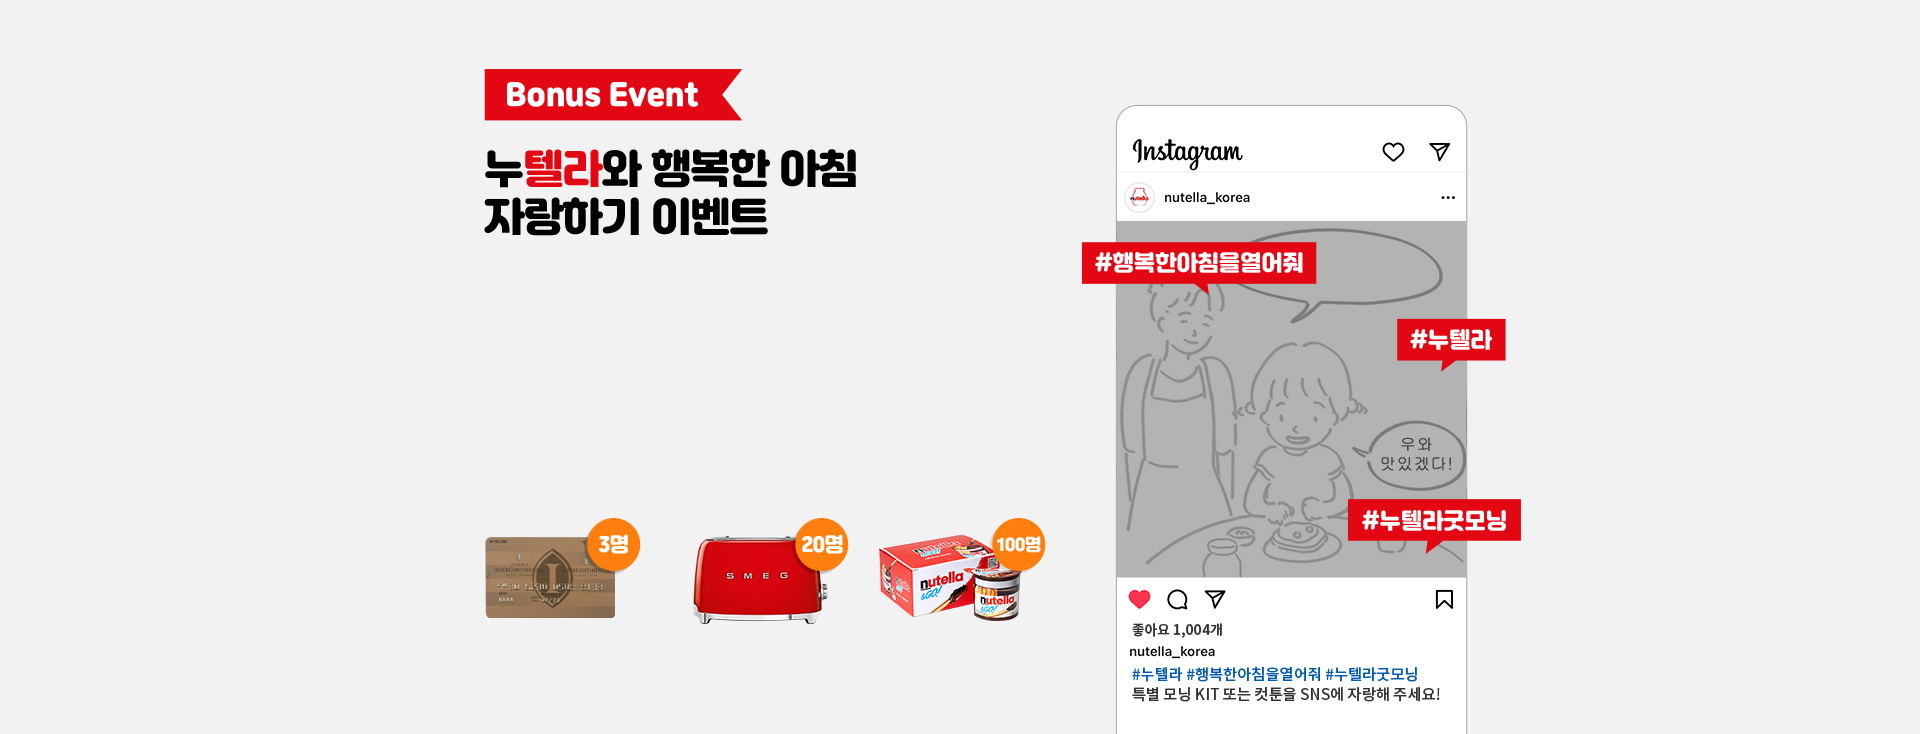 Bonus Event
누텔라와 행복한 아침
자랑하기 이벤트
3명
20명
100명
SMEG
nutella
&GO!
nutella
&GO!
Instagram
nutella
nutella_korea
#행복한아침을열어줘
#누텔라
우와
맛있겠다!
#누텔라굿모닝
좋아요 1,004개
nutella_korea
#누텔라 #행복한아침을열어줘 #누텔라굿모닝
특별 모닝 KIT 또는 컷툰을 SNS에 자랑해 주세요!